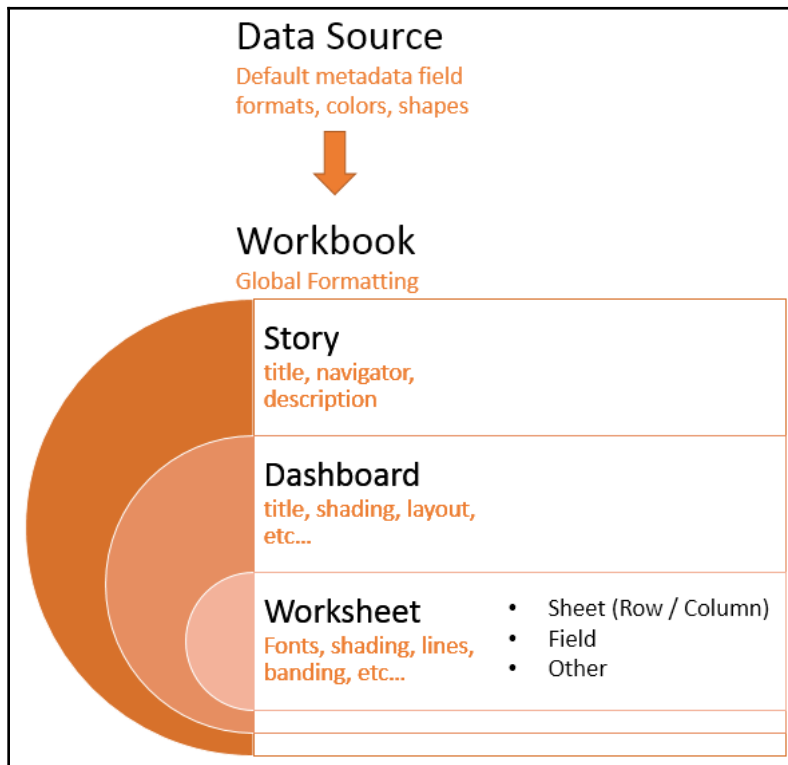 Data Source
Default metadata field
formats, colors, shapes
Workbook
Global Formatting
Story
title, navigator,
description
Dashboard
title, shading, layout,
etc...
Worksheet
Fonts, shading, lines,
banding, etc...
• Sheet (Row / Column)
• Field
• Other